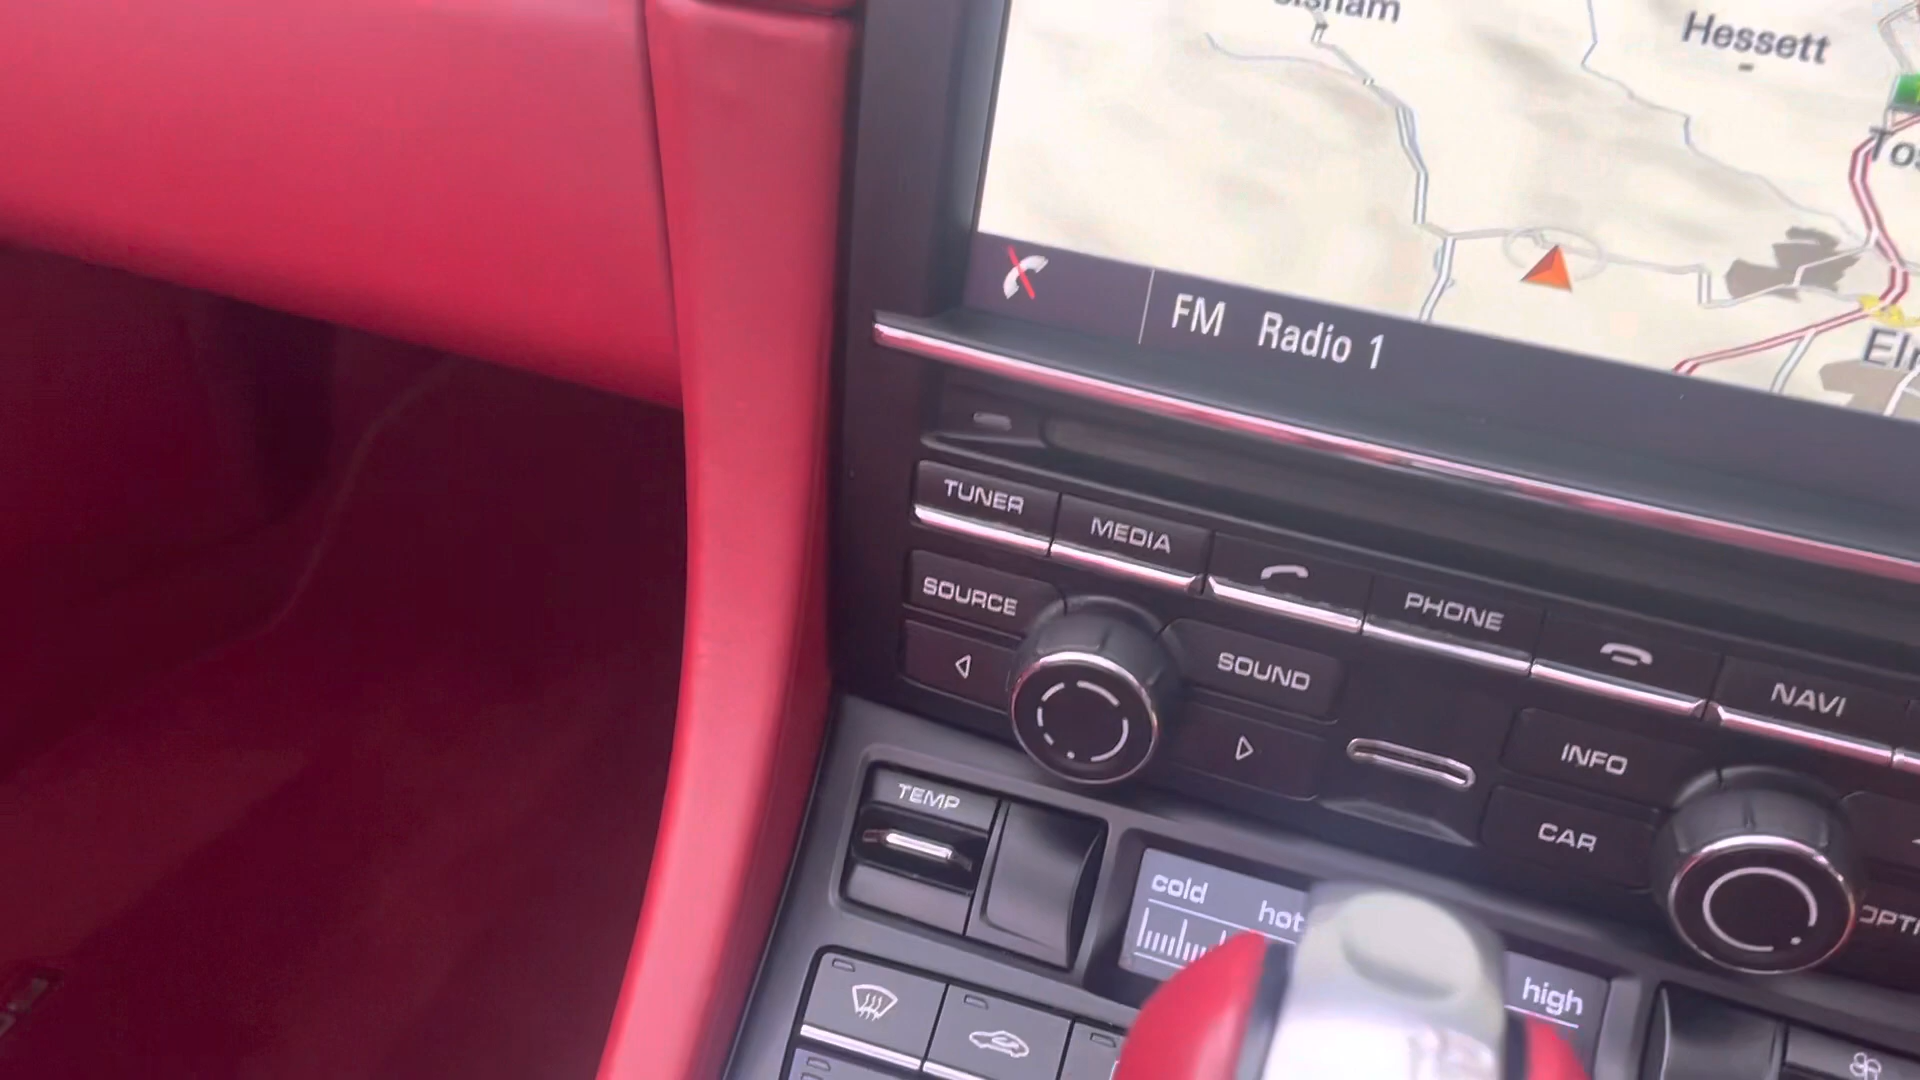 Hessett
FM Radio 1
TUNER
MEDIA
PHONE
NAVI
SOURCE
SOUND
INFO
CAR
TEMP
cold
hot
high